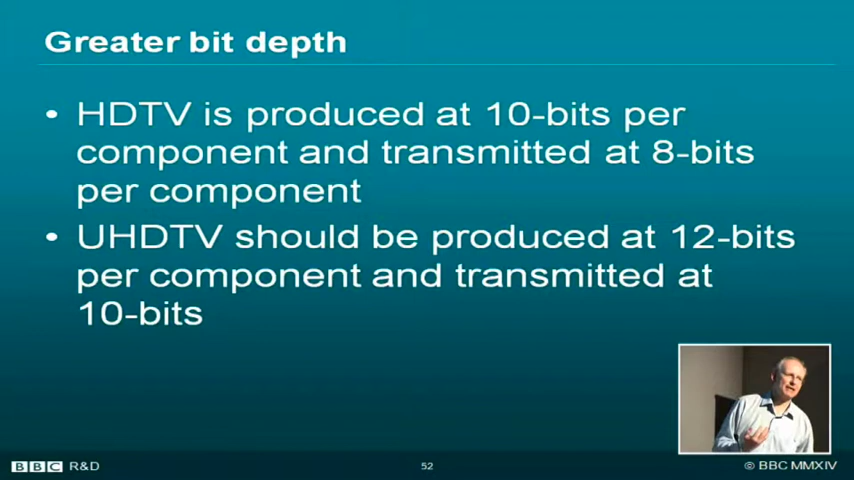 Greater bit depth
• HDTV is produced at 10-bits per
component and transmitted at 8-bits
per component
• UHDTV should be produced at 12-bits
per component and transmitted at
10-bits
BBC R&D
52
© BBC MMXIV